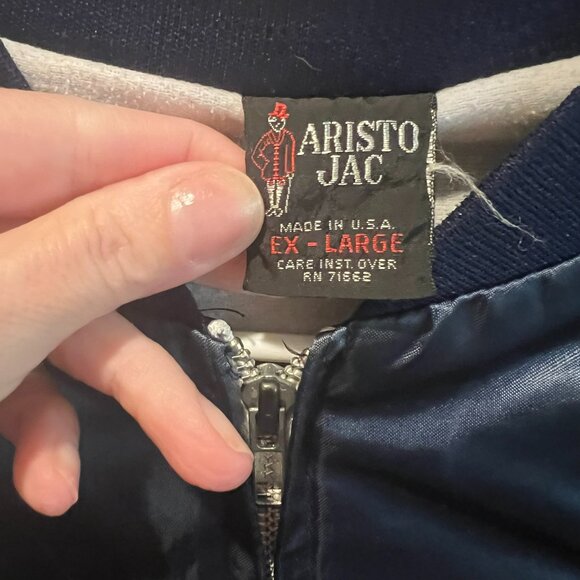 ARISTO
JAC
MADE IN U.S.A.
EX-LARGE
CARE INST. OVER
RN 71662